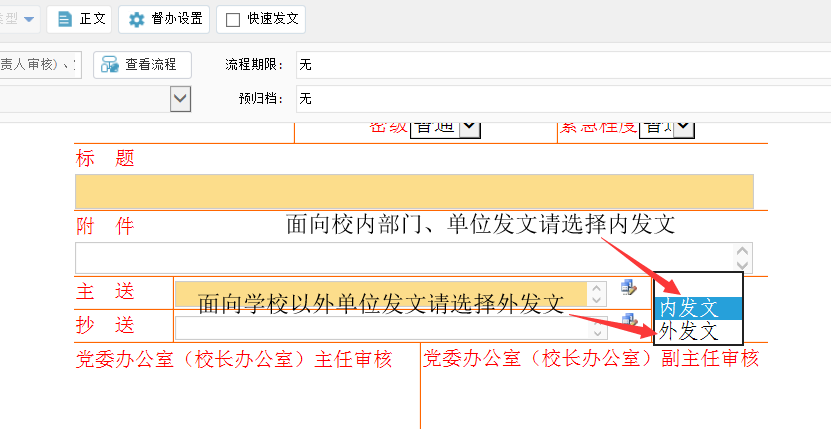 类型 正文 督办设置 快速发文
责人审核)、 查看流程 流程期限： 无
预归档： 无
密级 普通 紧急程度
标 题
附 件 面向校内部门、单位发文请选择内发文
主 送 面向学校以外单位发文请选择外发文 内发文
抄 送 外发文
党委办公室（校长办公室）主任审核 党委办公室（校长办公室）副主任审核